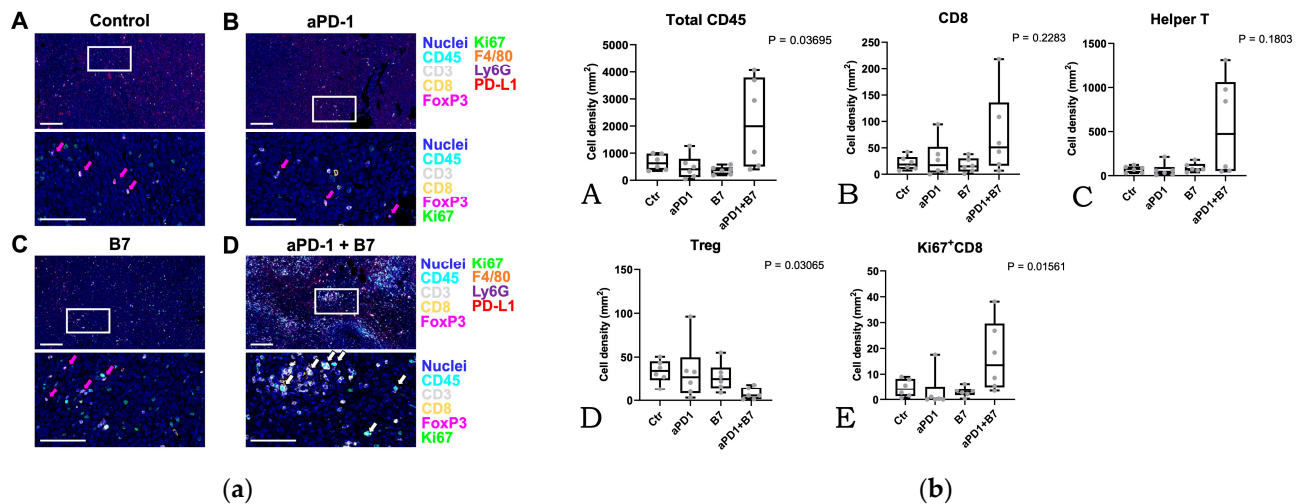 A Control
B aPD-1
Nuclei Ki67
CD45 F4/80
CD3 Ly6G
CD8 PD-L1
FoxP3
Nuclei
CD45
CD3
CD8
FoxP3
Ki67
C B7
D aPD-1 + B7
Nuclei Ki67
CD45 F4/80
CD3 Ly6G
CD8 PD-L1
FoxP3
Nuclei
CD45
CD3
CD8
FoxP3
Ki67
(a)
Total CD45
P = 0.03695
Cell density (mm²)
5000
4000
3000
2000
1000
0
Ctr aPD1 B7 aPD1+B7
A
CD8
P = 0.2283
Cell density (mm²)
250
200
150
100
50
0
Ctr aPD1 B7 aPD1+B7
B
Helper T
P = 0.1803
Cell density (mm²)
1500
1000
500
0
Ctr aPD1 B7 aPD1+B7
C
Treg
P = 0.03065
Cell density (mm²)
150
100
50
0
Ctr aPD1 B7 aPD1+B7
D
Ki67⁺CD8
P = 0.01561
Cell density (mm²)
50
40
30
20
10
0
Ctr aPD1 B7 aPD1+B7
E
(b)